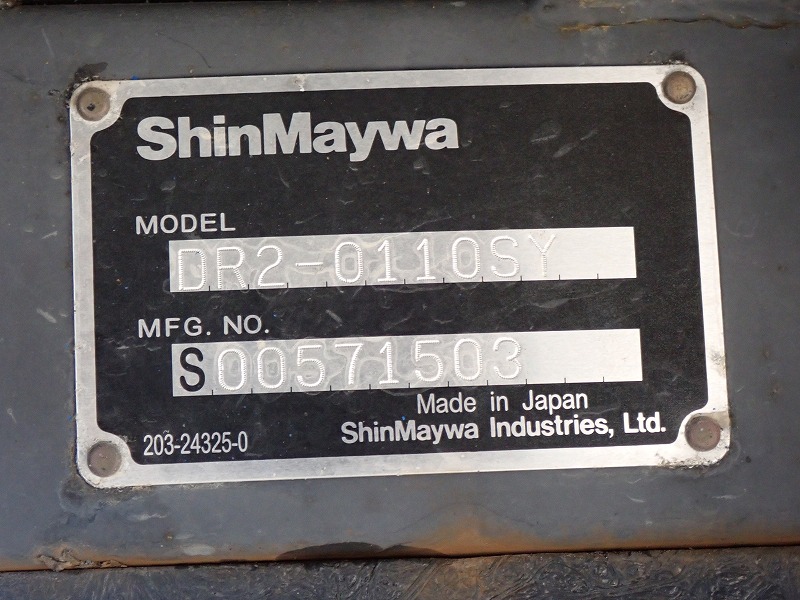 ShinMaywa
MODEL
DR2-0110SY
MFG. NO.
S00571503
Made in Japan
203-24325-0
ShinMaywa Industries, Ltd.